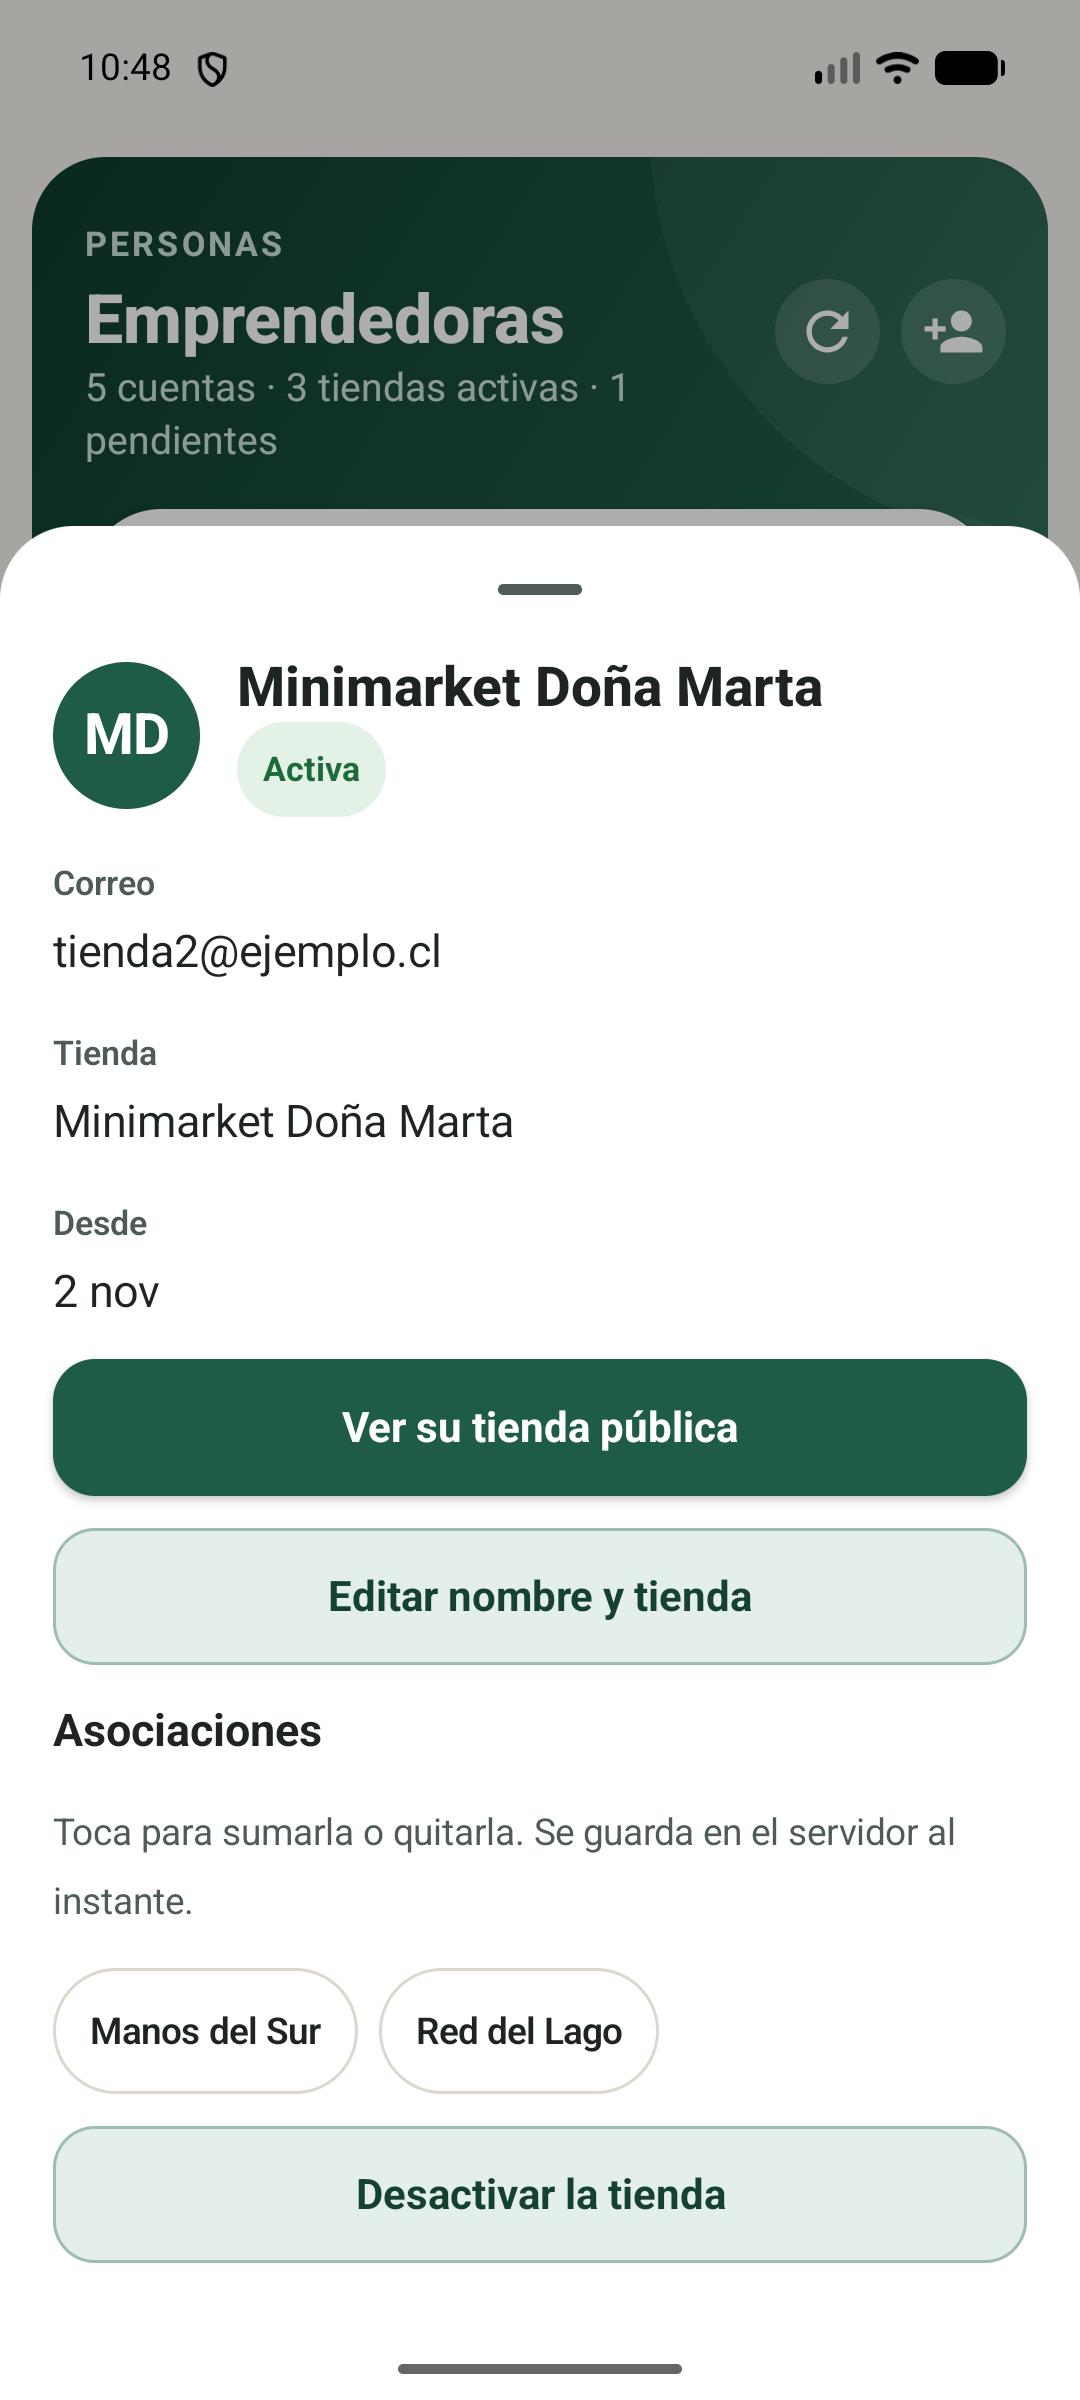 10:48
PERSONAS
Emprendedoras
5 cuentas · 3 tiendas activas · 1
pendientes
MD
Minimarket Doña Marta
Activa
Correo
tienda2@ejemplo.cl
Tienda
Minimarket Doña Marta
Desde
2 nov
Ver su tienda pública
Editar nombre y tienda
Asociaciones
Toca para sumarla o quitarla. Se guarda en el servidor al
instante.
Manos del Sur
Red del Lago
Desactivar la tienda